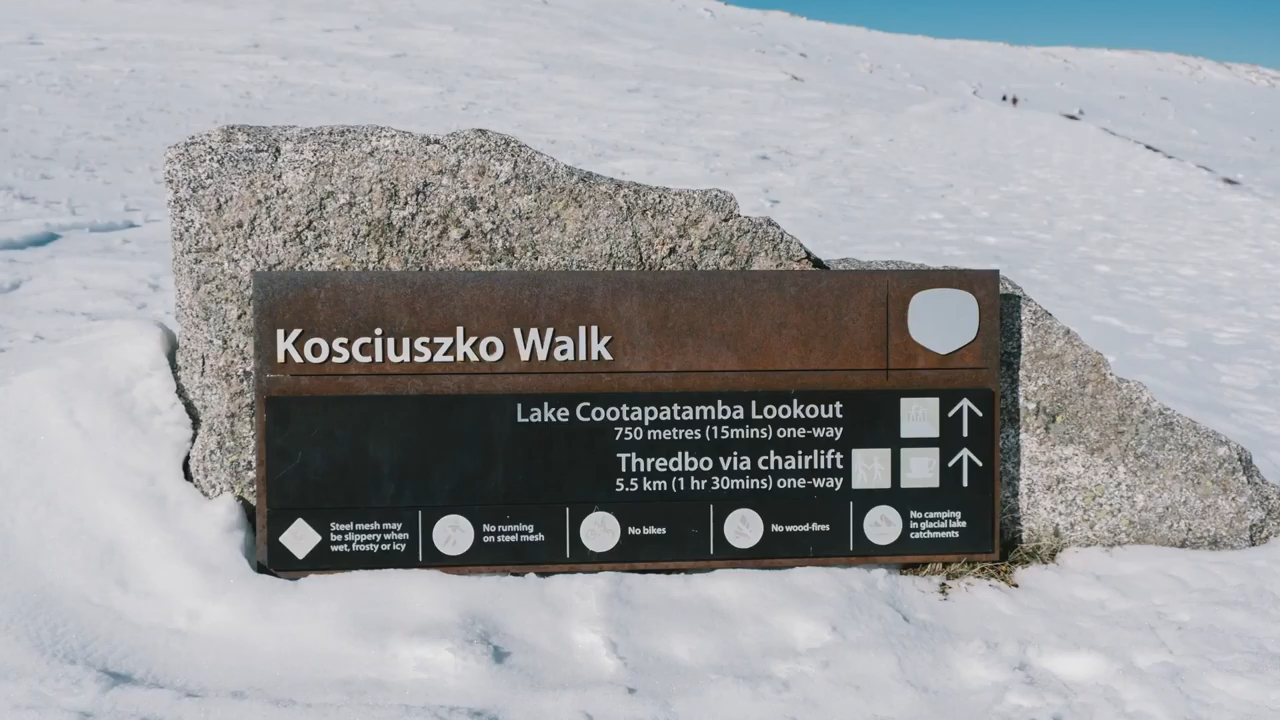 Kosciuszko Walk
Lake Cootapatamba Lookout
750 metres (15mins) one-way
Thredbo via chairlift
5.5 km (1 hr 30mins) one-way
Steel mesh may
be slippery when
wet, frosty or icy
No running
on steel mesh
No bikes
No wood-fires
No camping
in glacial lake
catchments